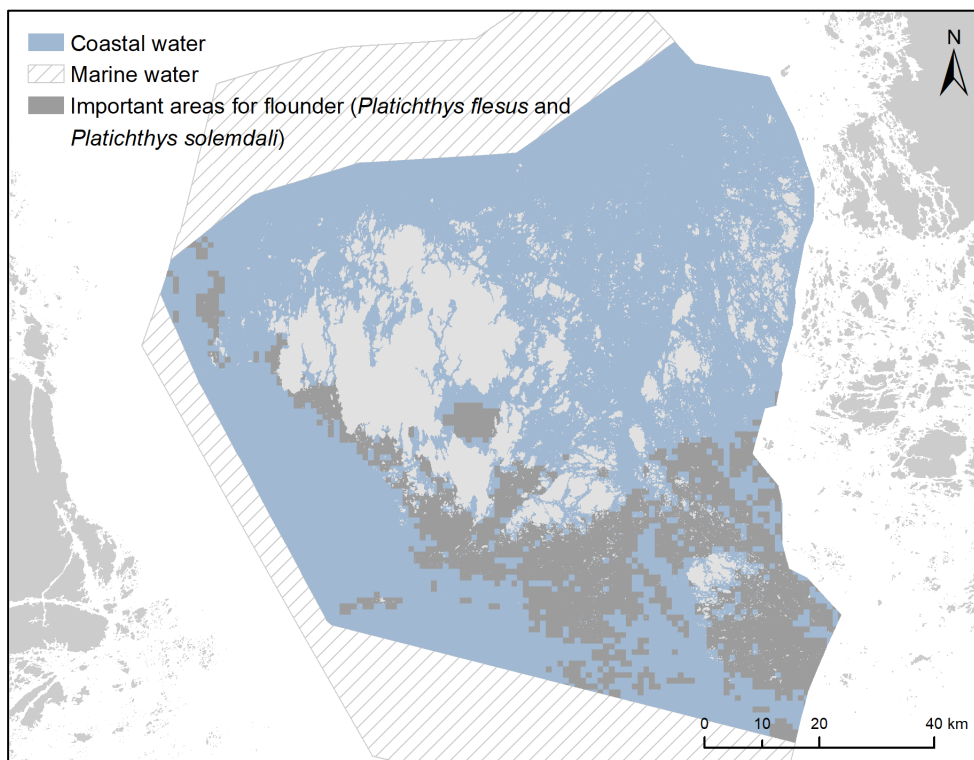 Coastal water
Marine water
Important areas for flounder (Platichthys flesus and
Platichthys solemdali)
N
0 10 20 40 km